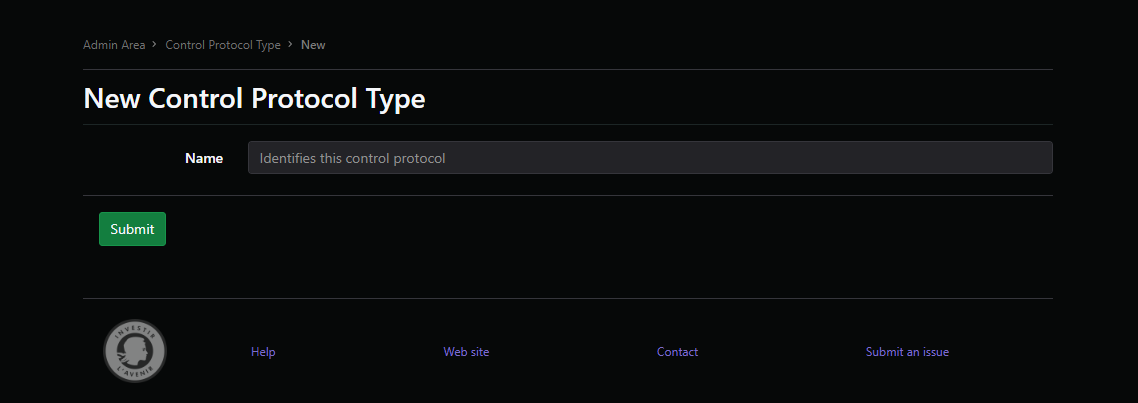 Admin Area › Control Protocol Type › New
New Control Protocol Type
Name Identifies this control protocol
Submit
INVESTIR L'AVENIR
Help Web site Contact Submit an issue